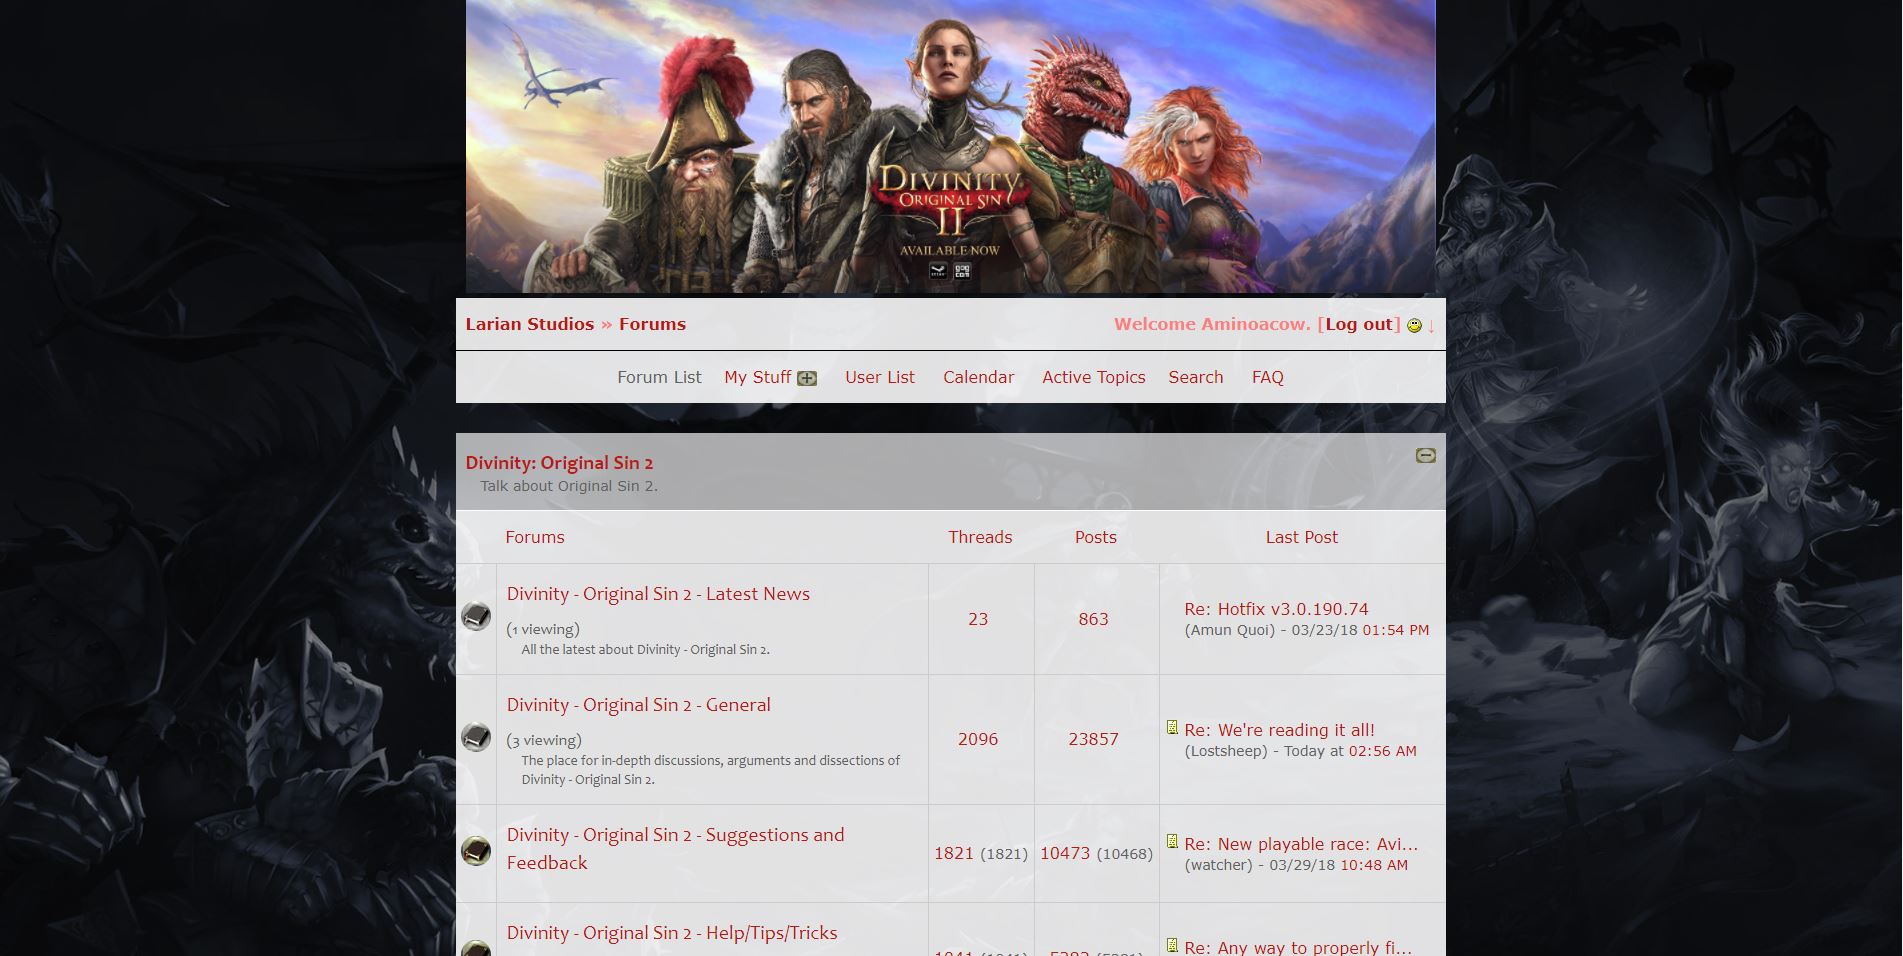 DIVINITY
ORIGINAL SIN
II
AVAILABLE NOW
STEAM GOG COM
Larian Studios » Forums
Welcome Aminoacow. [Log out] ↓
Forum List My Stuff User List Calendar Active Topics Search FAQ
Divinity: Original Sin 2
Talk about Original Sin 2.
Forums Threads Posts Last Post
Divinity - Original Sin 2 - Latest News
(1 viewing)
All the latest about Divinity - Original Sin 2.
23 863
Re: Hotfix v3.0.190.74
(Amun Quoi) - 03/23/18 01:54 PM
Divinity - Original Sin 2 - General
(3 viewing)
The place for in-depth discussions, arguments and dissections of
Divinity - Original Sin 2.
2096 23857
Re: We're reading it all!
(Lostsheep) - Today at 02:56 AM
Divinity - Original Sin 2 - Suggestions and
Feedback
1821 (1821) 10473 (10468)
Re: New playable race: Avi...
(watcher) - 03/29/18 10:48 AM
Divinity - Original Sin 2 - Help/Tips/Tricks
Re: Any way to properly fi...